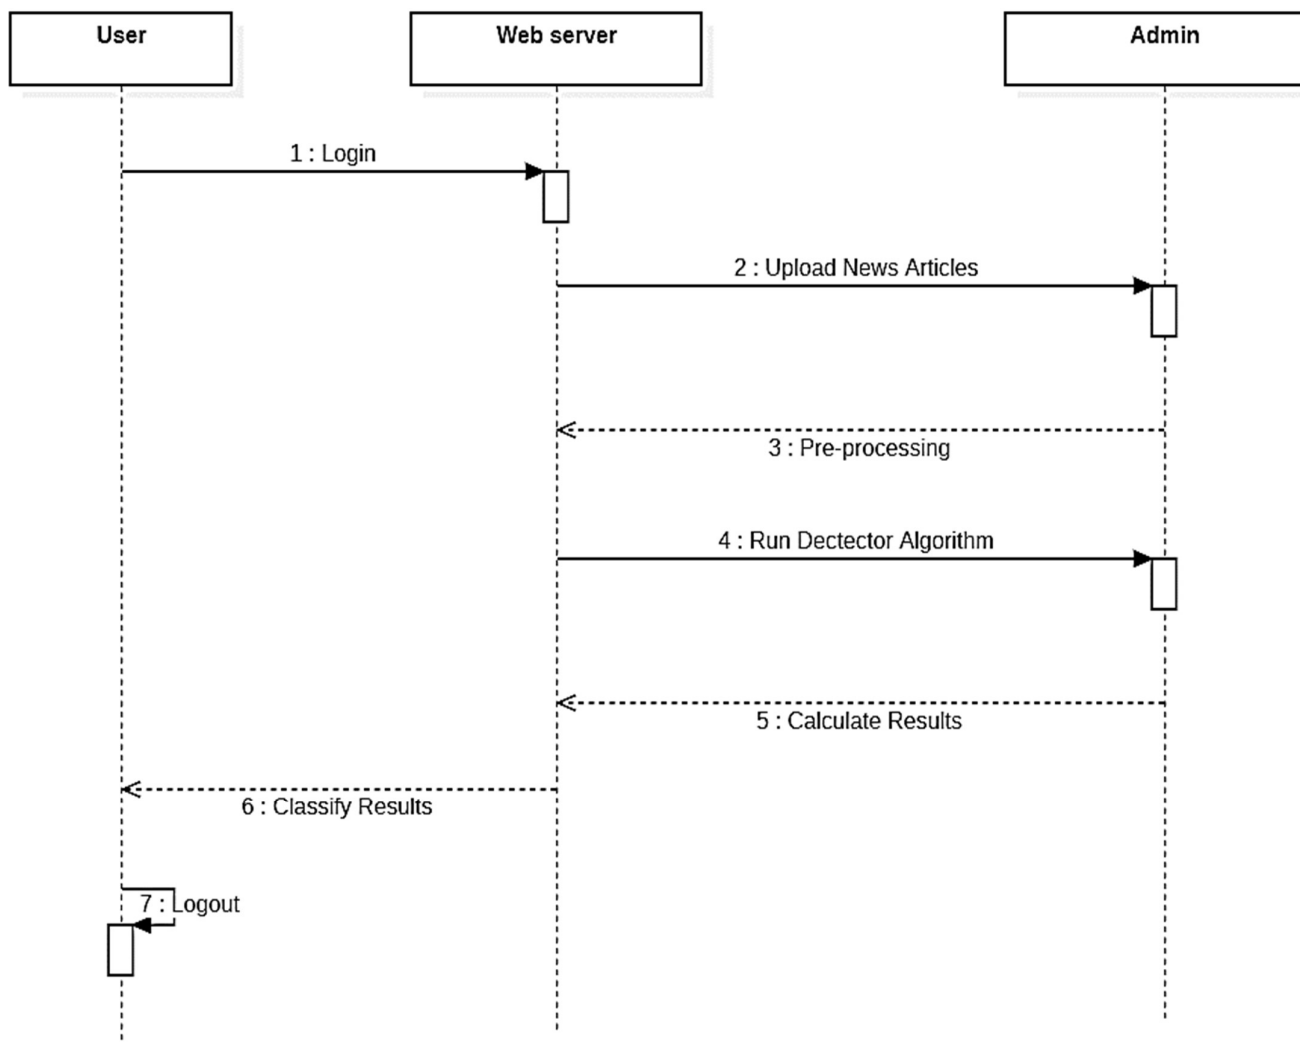 User
Web server
Admin
1 : Login
2 : Upload News Articles
3 : Pre-processing
4 : Run Dectector Algorithm
5 : Calculate Results
6 : Classify Results
7 : Logout